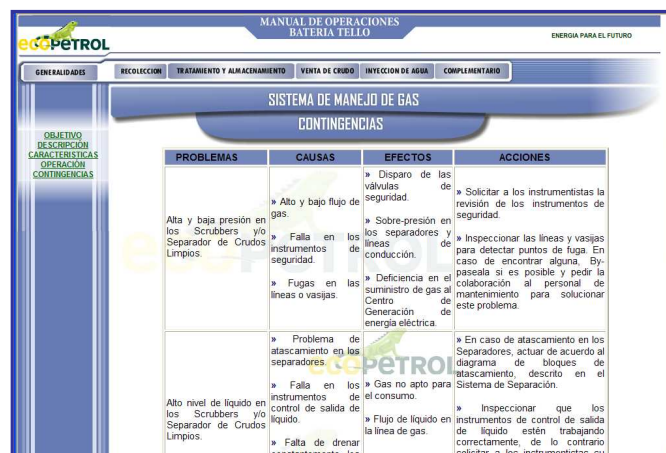 MANUAL DE OPERACIONES
BATERIA TELLO
ecoPETROL
ENERGIA PARA EL FUTURO
GENERALIDADES
RECOLECCION
TRATAMIENTO Y ALMACENAMIENTO
VENTA DE CRUDO
INYECCION DE AGUA
COMPLEMENTARIO
SISTEMA DE MANEJO DE GAS
CONTINGENCIAS
OBJETIVO
DESCRIPCIÓN
CARACTERISTICAS
OPERACIÓN
CONTINGENCIAS
PROBLEMAS
CAUSAS
EFECTOS
ACCIONES
Alta y baja presión en
los Scrubbers y/o
Separador de Crudos
Limpios.
» Alto y bajo flujo de
gas.
» Falla en los
instrumentos de
seguridad.
» Fugas en las
líneas o vasijas.
» Disparo de las
válvulas de
seguridad.
» Sobre-presión en
los separadores y
líneas de
conducción.
» Deficiencia en el
suministro de gas al
Centro de
Generación de
energía eléctrica.
» Solicitar a los instrumentistas la
revisión de los instrumentos de
seguridad.
» Inspeccionar las líneas y vasijas
para detectar puntos de fuga. En
caso de encontrar alguna, By-
paseala si es posible y pedir la
colaboración al personal de
mantenimiento para solucionar
este problema.
Alto nivel de líquido en
los Scrubbers y/o
Separador de Crudos
Limpios.
» Problema de
atascamiento en los
separadores.
» Falla en los
instrumentos de
control de salida de
líquido.
» Falta de drenar
constantemente los
» Gas no apto para
el consumo.
» Flujo de líquido en
la línea de gas.
» En caso de atascamiento en los
Separadores, actuar de acuerdo al
diagrama de bloques de
atascamiento, descrito en el
Sistema de Separación.
» Inspeccionar que los
instrumentos de control de salida
de líquido estén trabajando
correctamente, de lo contrario
solicitar a los instrumentistas su
ecoPETROL
ecoPETROL